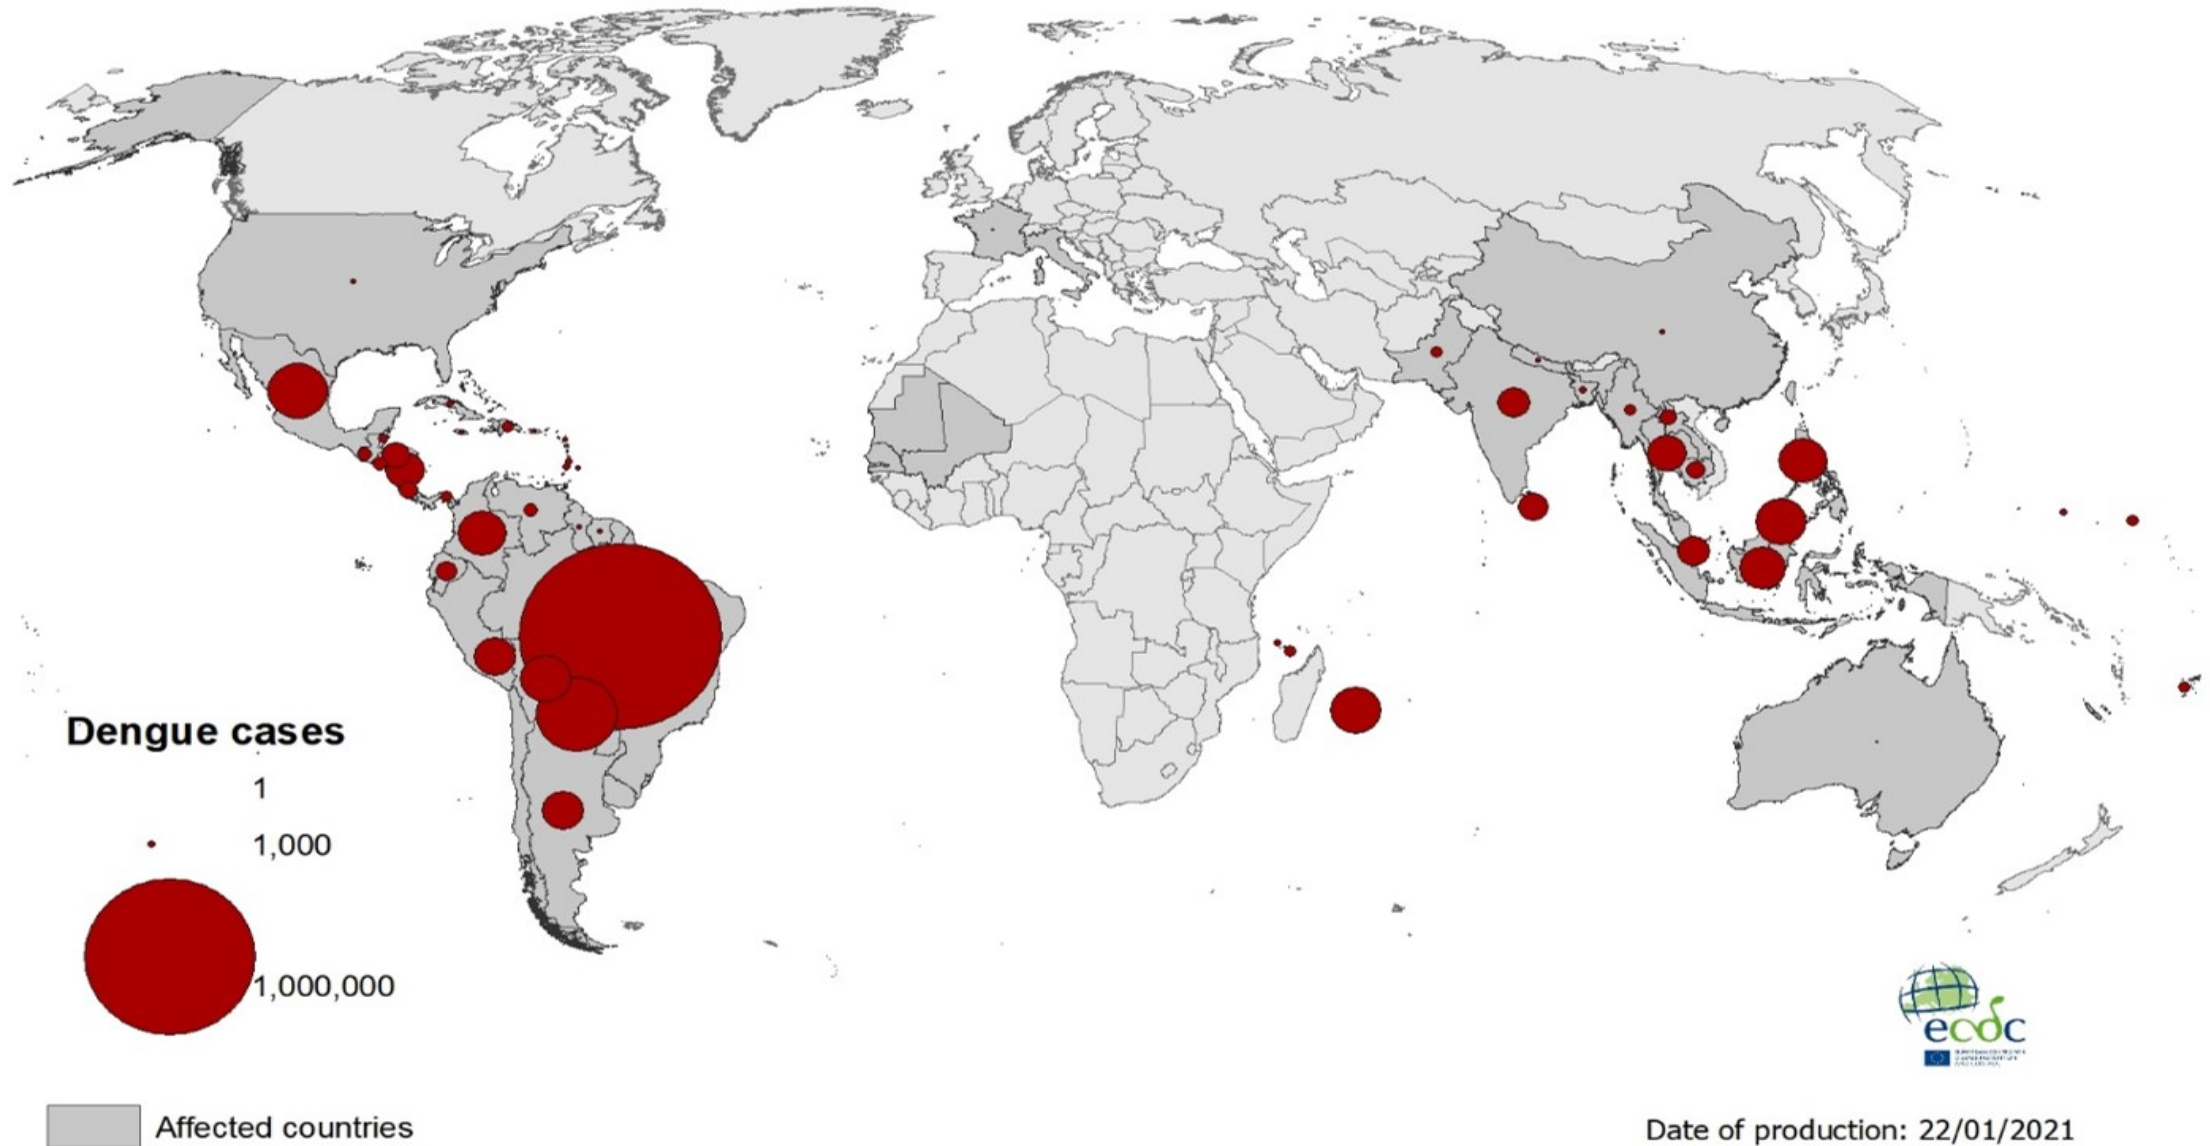 Dengue cases
1
1,000
1,000,000
Affected countries
ecdc
Date of production: 22/01/2021